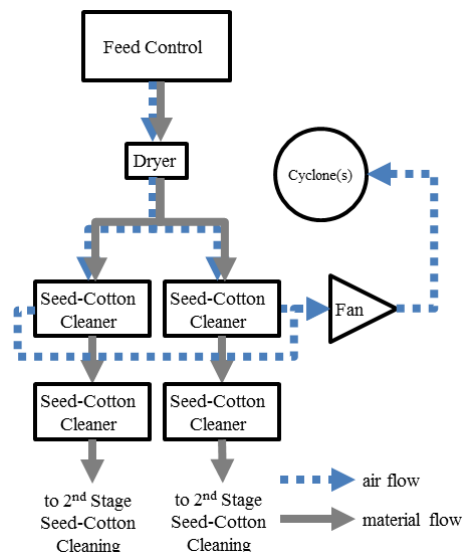 Feed Control
Dryer
Cyclone(s)
Seed-Cotton
Cleaner
Seed-Cotton
Cleaner
Fan
Seed-Cotton
Cleaner
Seed-Cotton
Cleaner
to 2nd Stage
Seed-Cotton
Cleaning
to 2nd Stage
Seed-Cotton
Cleaning
air flow
material flow